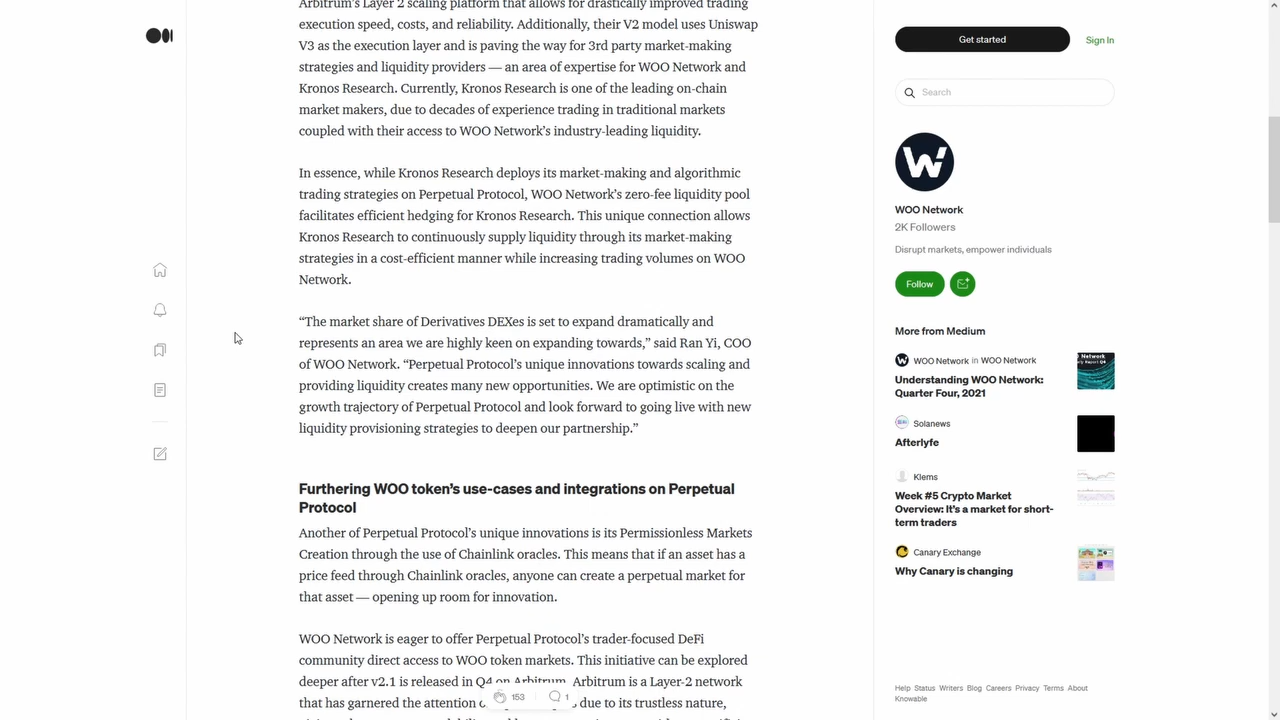 Arbitrum's Layer 2 scaling platform that allows for drastically improved trading
execution speed, costs, and reliability. Additionally, their V2 model uses Uniswap
V3 as the execution layer and is paving the way for 3rd party market-making
strategies and liquidity providers — an area of expertise for WOO Network and
Kronos Research. Currently, Kronos Research is one of the leading on-chain
market makers, due to decades of experience trading in traditional markets
coupled with their access to WOO Network's industry-leading liquidity.
In essence, while Kronos Research deploys its market-making and algorithmic
trading strategies on Perpetual Protocol, WOO Network's zero-fee liquidity pool
facilitates efficient hedging for Kronos Research. This unique connection allows
Kronos Research to continuously supply liquidity through its market-making
strategies in a cost-efficient manner while increasing trading volumes on WOO
Network.
“The market share of Derivatives DEXes is set to expand dramatically and
represents an area we are highly keen on expanding towards,” said Ran Yi, COO
of WOO Network. “Perpetual Protocol's unique innovations towards scaling and
providing liquidity creates many new opportunities. We are optimistic on the
growth trajectory of Perpetual Protocol and look forward to going live with new
liquidity provisioning strategies to deepen our partnership.”
Furthering WOO token's use-cases and integrations on Perpetual
Protocol
Another of Perpetual Protocol's unique innovations is its Permissionless Markets
Creation through the use of Chainlink oracles. This means that if an asset has a
price feed through Chainlink oracles, anyone can create a perpetual market for
that asset — opening up room for innovation.
WOO Network is eager to offer Perpetual Protocol's trader-focused DeFi
community direct access to WOO token markets. This initiative can be explored
deeper after v2.1 is released in Q4 on Arbitrum. Arbitrum is a Layer-2 network
that has garnered the attention due to its trustless nature,
153
1
Get started
Sign In
Search
W
WOO Network
2K Followers
Disrupt markets, empower individuals
Follow
More from Medium
WOO Network in WOO Network
Understanding WOO Network:
Quarter Four, 2021
Solanews
Afterlyfe
Klems
Week #5 Crypto Market
Overview: It's a market for short-
term traders
Canary Exchange
Why Canary is changing
Help Status Writers Blog Careers Privacy Terms About
Knowable